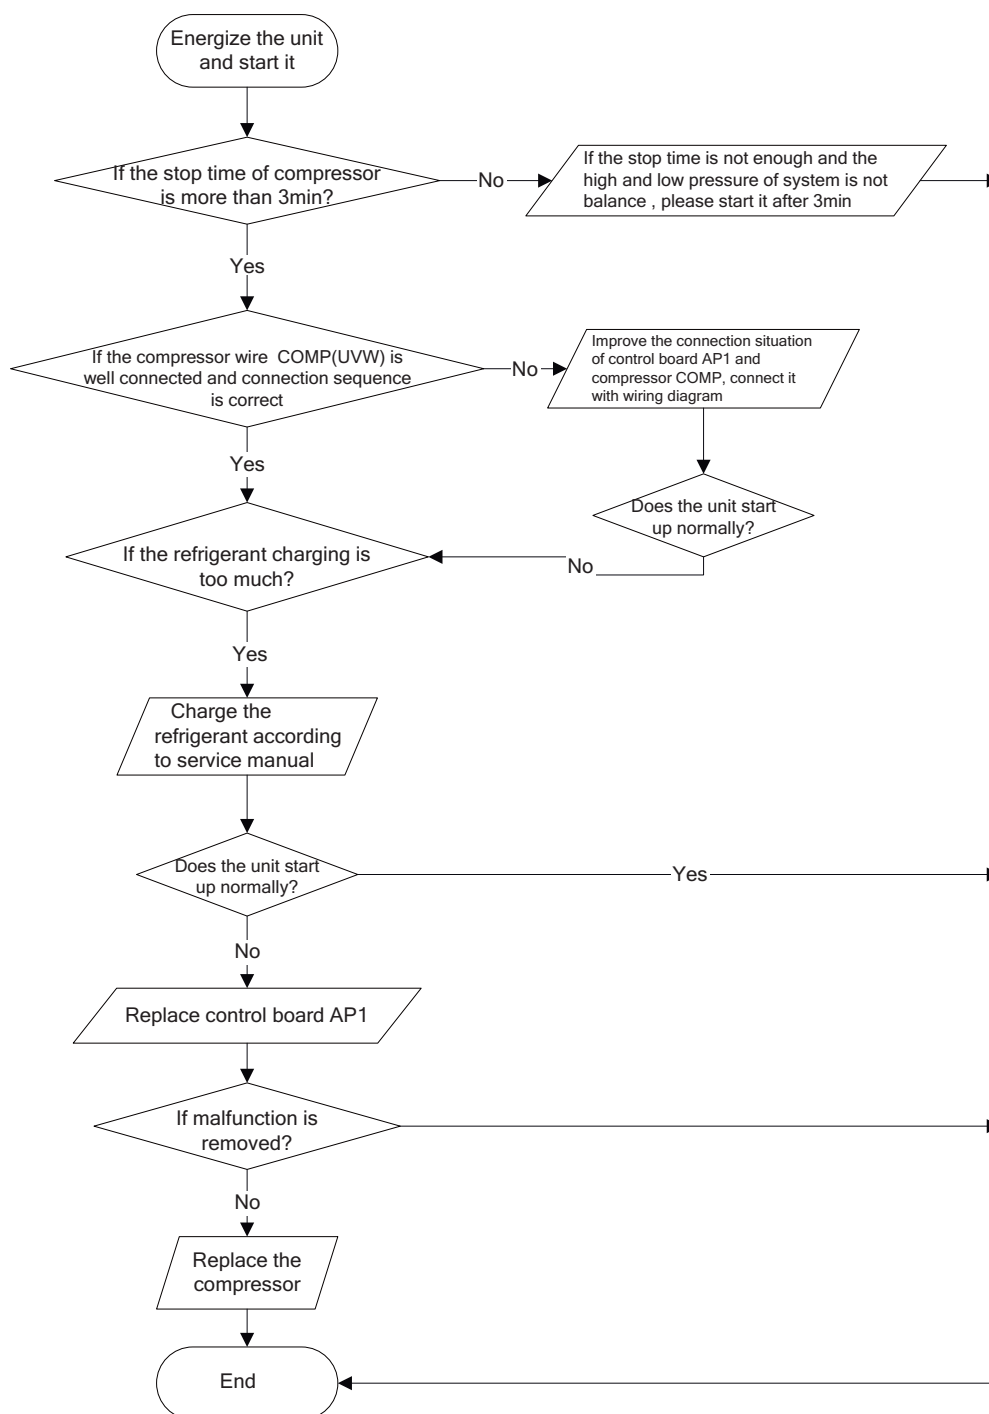 Energize the unit
and start it
If the stop time of compressor
is more than 3min?
No
If the stop time is not enough and the
high and low pressure of system is not
balance , please start it after 3min
Yes
If the compressor wire  COMP(UVW) is
well connected and connection sequence
is correct
No
Improve the connection situation
of control board AP1 and
compressor COMP, connect it
with wiring diagram
Yes
Does the unit start
up normally?
No
If the refrigerant charging is
too much?
Yes
Charge the
refrigerant according
to service manual
Does the unit start
up normally?
Yes
No
Replace control board AP1
If malfunction is
removed?
No
Replace the
compressor
End